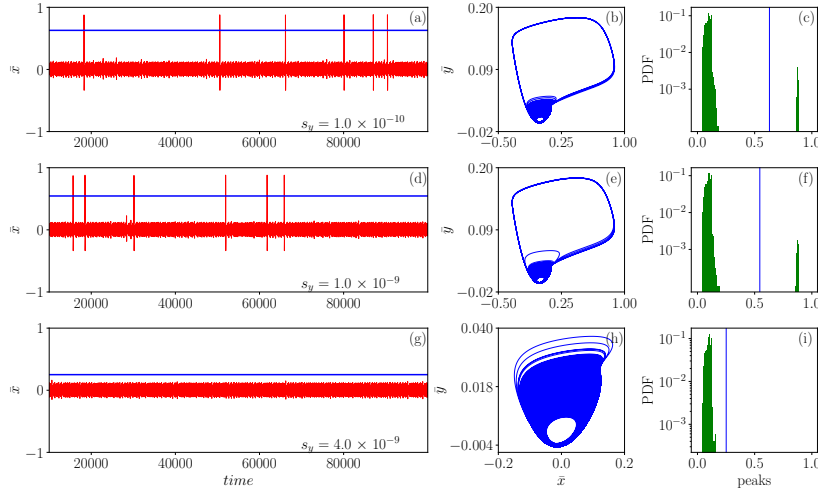 1
0
−1
x̄
(a)
s_y = 1.0 × 10^{−10}
20000 40000 60000 80000
0.20
0.09
−0.02
ȳ
(b)
−0.50 0.25 1.00
10^{−1}
10^{−3}
PDF
(c)
0.0 0.5 1.0
1
0
−1
x̄
(d)
s_y = 1.0 × 10^{−9}
20000 40000 60000 80000
0.20
0.09
−0.02
ȳ
(e)
−0.50 0.25 1.00
10^{−1}
10^{−2}
10^{−3}
PDF
(f)
0.0 0.5 1.0
1
0
−1
x̄
(g)
s_y = 4.0 × 10^{−9}
20000 40000 60000 80000
time
0.040
0.018
−0.004
ȳ
(h)
−0.2 0.0 0.2
x̄
10^{−1}
10^{−2}
10^{−3}
PDF
(i)
0.0 0.5 1.0
peaks